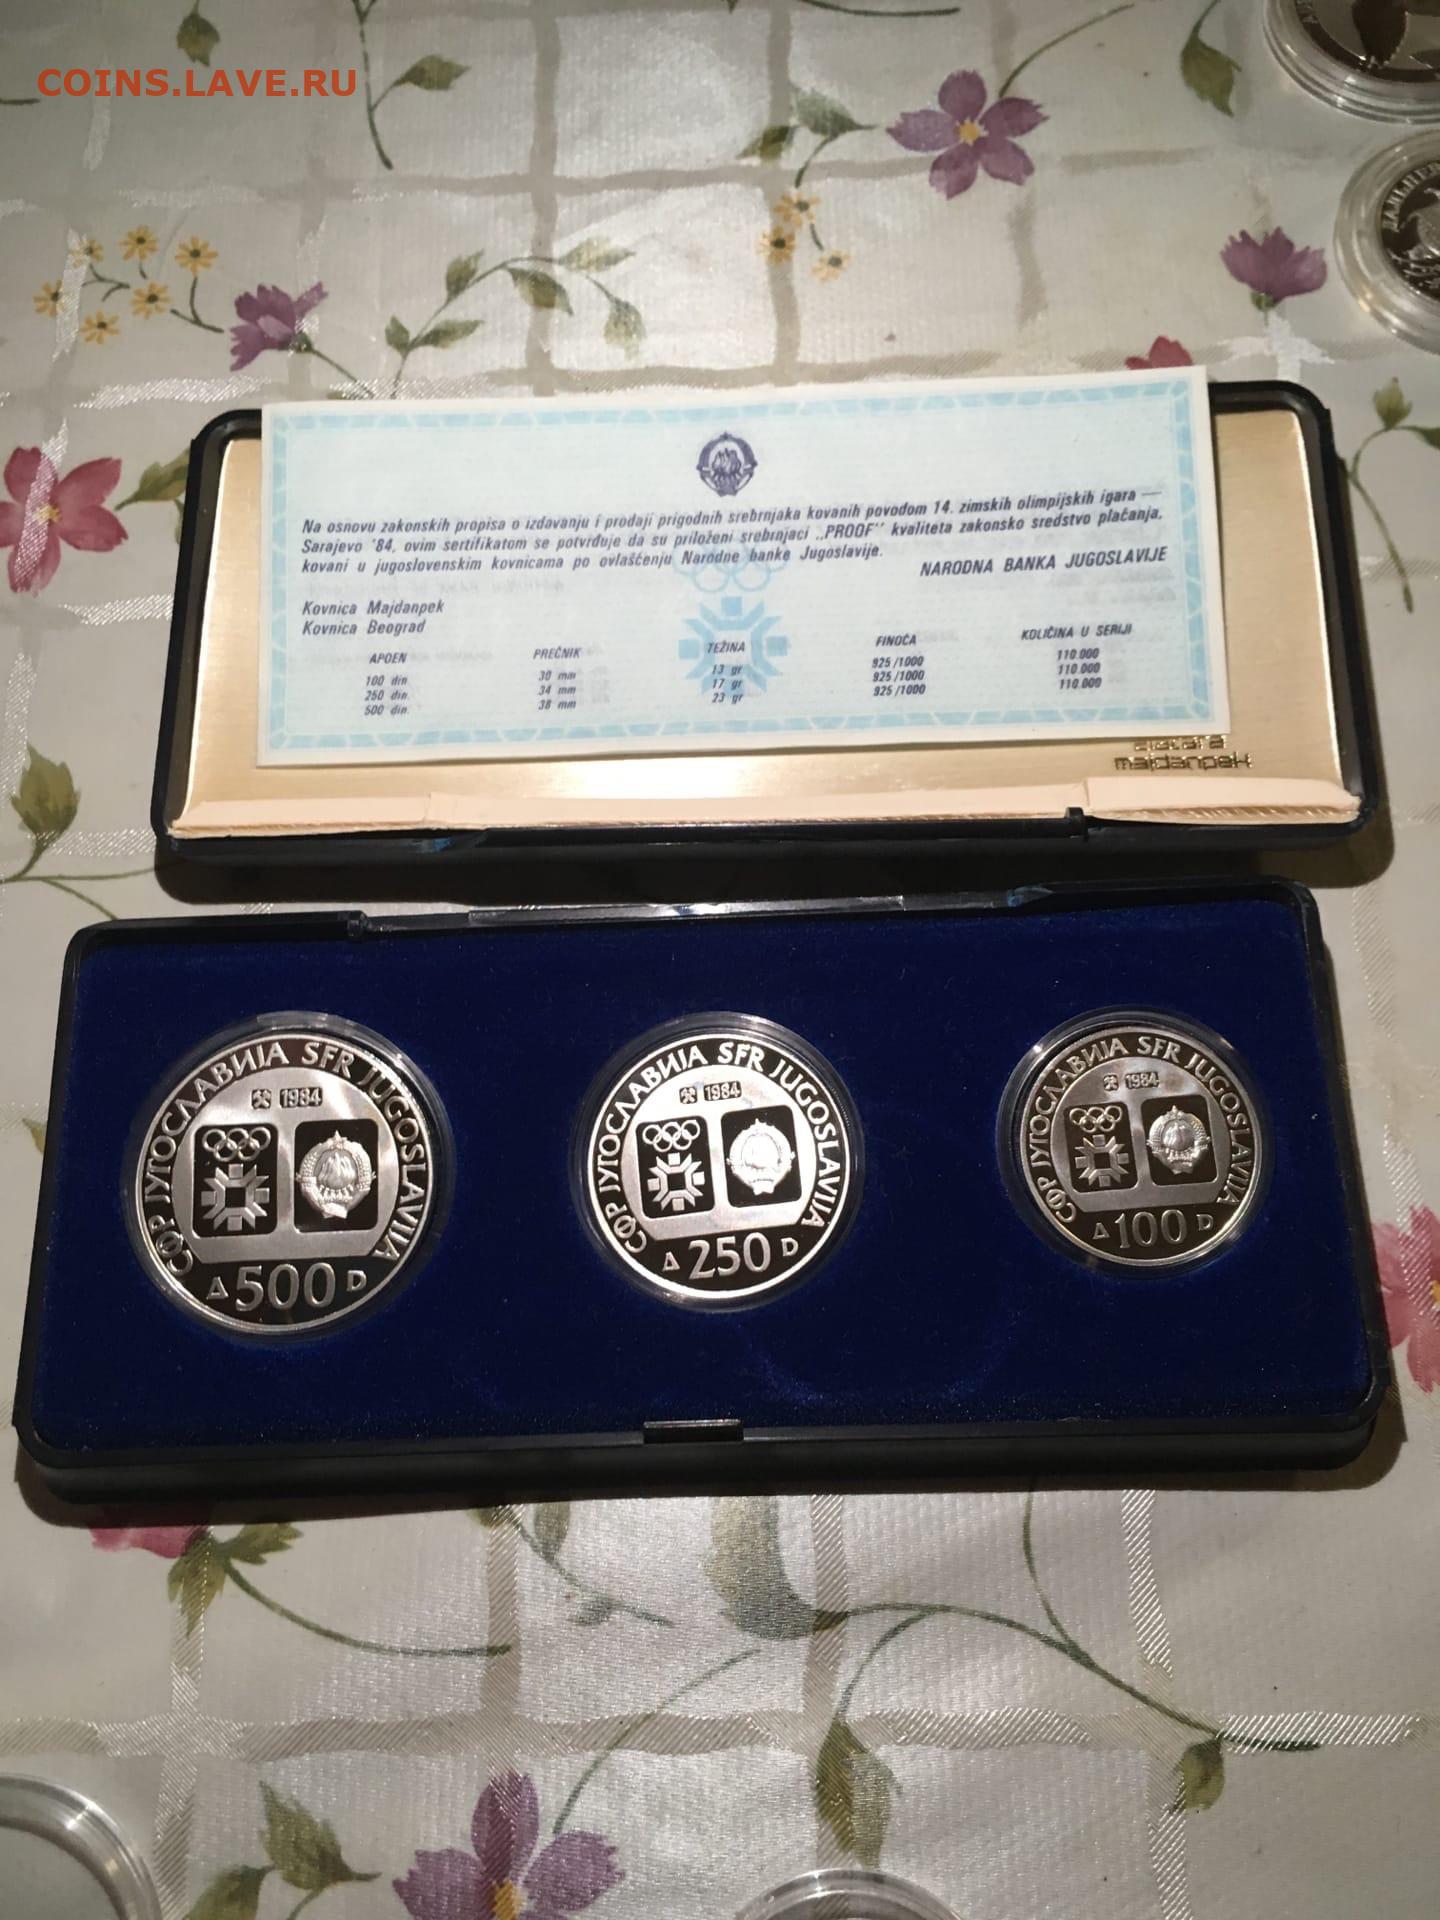 COINS.LAVE.RU
ДАЛЬНЕВ
Na osnovu zakonskih propisa o izdavanju i prodaji prigodnih srebrnjaka kovanih povodom 14. zimskih olimpijskih igara —
Sarajevo '84, ovim sertifikatom se potvrđuje da su priloženi srebrnjaci „PROOF" kvaliteta zakonsko sredstvo plaćanja,
kovani u jugoslovenskim kovnicama po ovlašćenju Narodne banke Jugoslavije.
NARODNA BANKA JUGOSLAVIJE
Kovnica Majdanpek
Kovnica Beograd
APOEN PREČNIK TEŽINA FINOĆA KOLIČINA U SERIJI
100 din. 30 mm 13 gr 925/1000 110.000
250 din. 34 mm 17 gr 925/1000 110.000
500 din. 38 mm 23 gr 925/1000 110.000
zlatara
majdanpek
СФР ЈУГОСЛАВИЈА SFR JUGOSLAVIJA
1984
Д 500 D
СФР ЈУГОСЛАВИЈА SFR JUGOSLAVIJA
1984
Д 250 D
СФР ЈУГОСЛАВИЈА SFR JUGOSLAVIJA
1984
Д 100 D